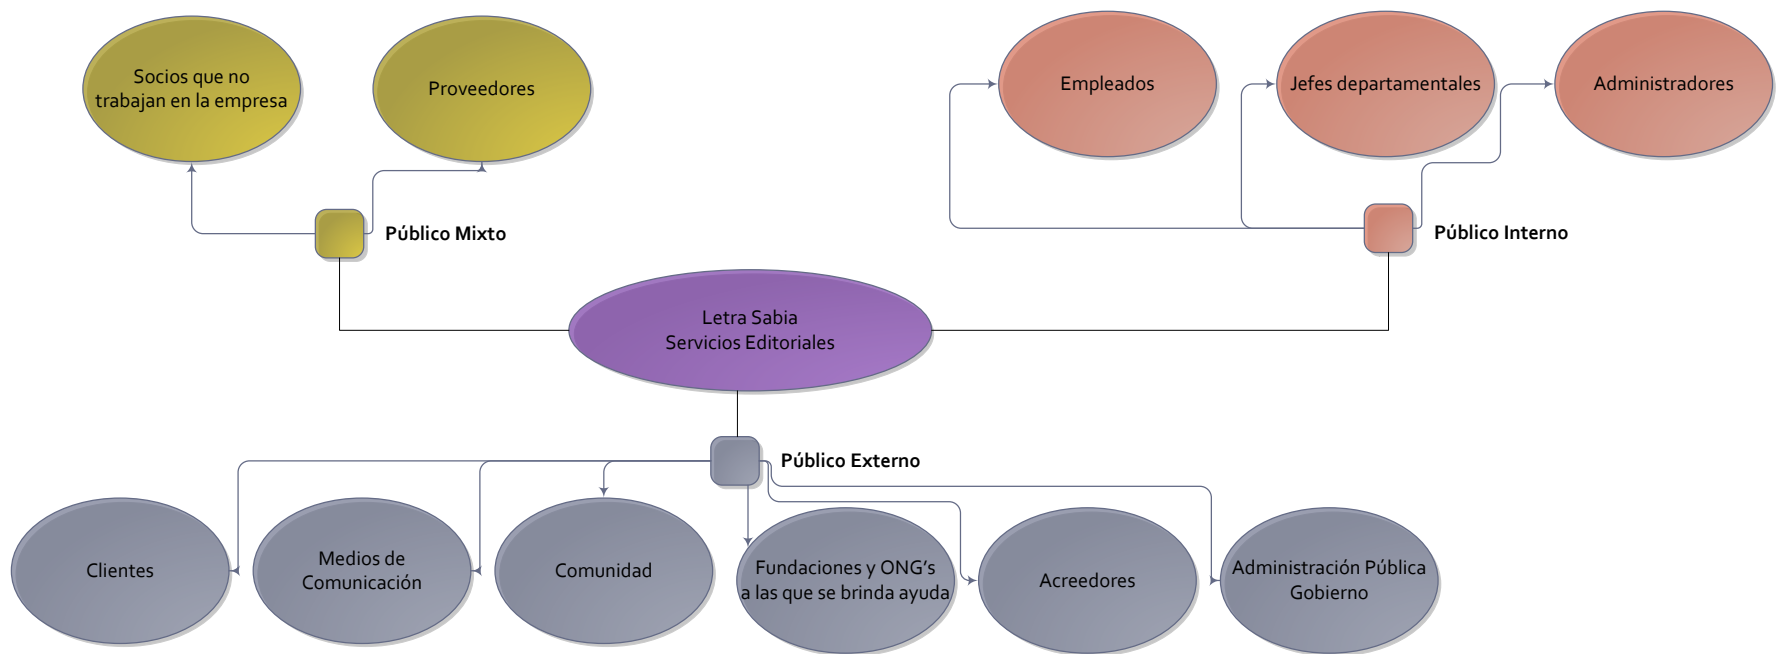 Socios que no
trabajan en la empresa
Proveedores
Empleados
Jefes departamentales
Administradores
Público Mixto
Público Interno
Letra Sabia
Servicios Editoriales
Público Externo
Clientes
Medios de
Comunicación
Comunidad
Fundaciones y ONG’s
a las que se brinda ayuda
Acreedores
Administración Pública
Gobierno